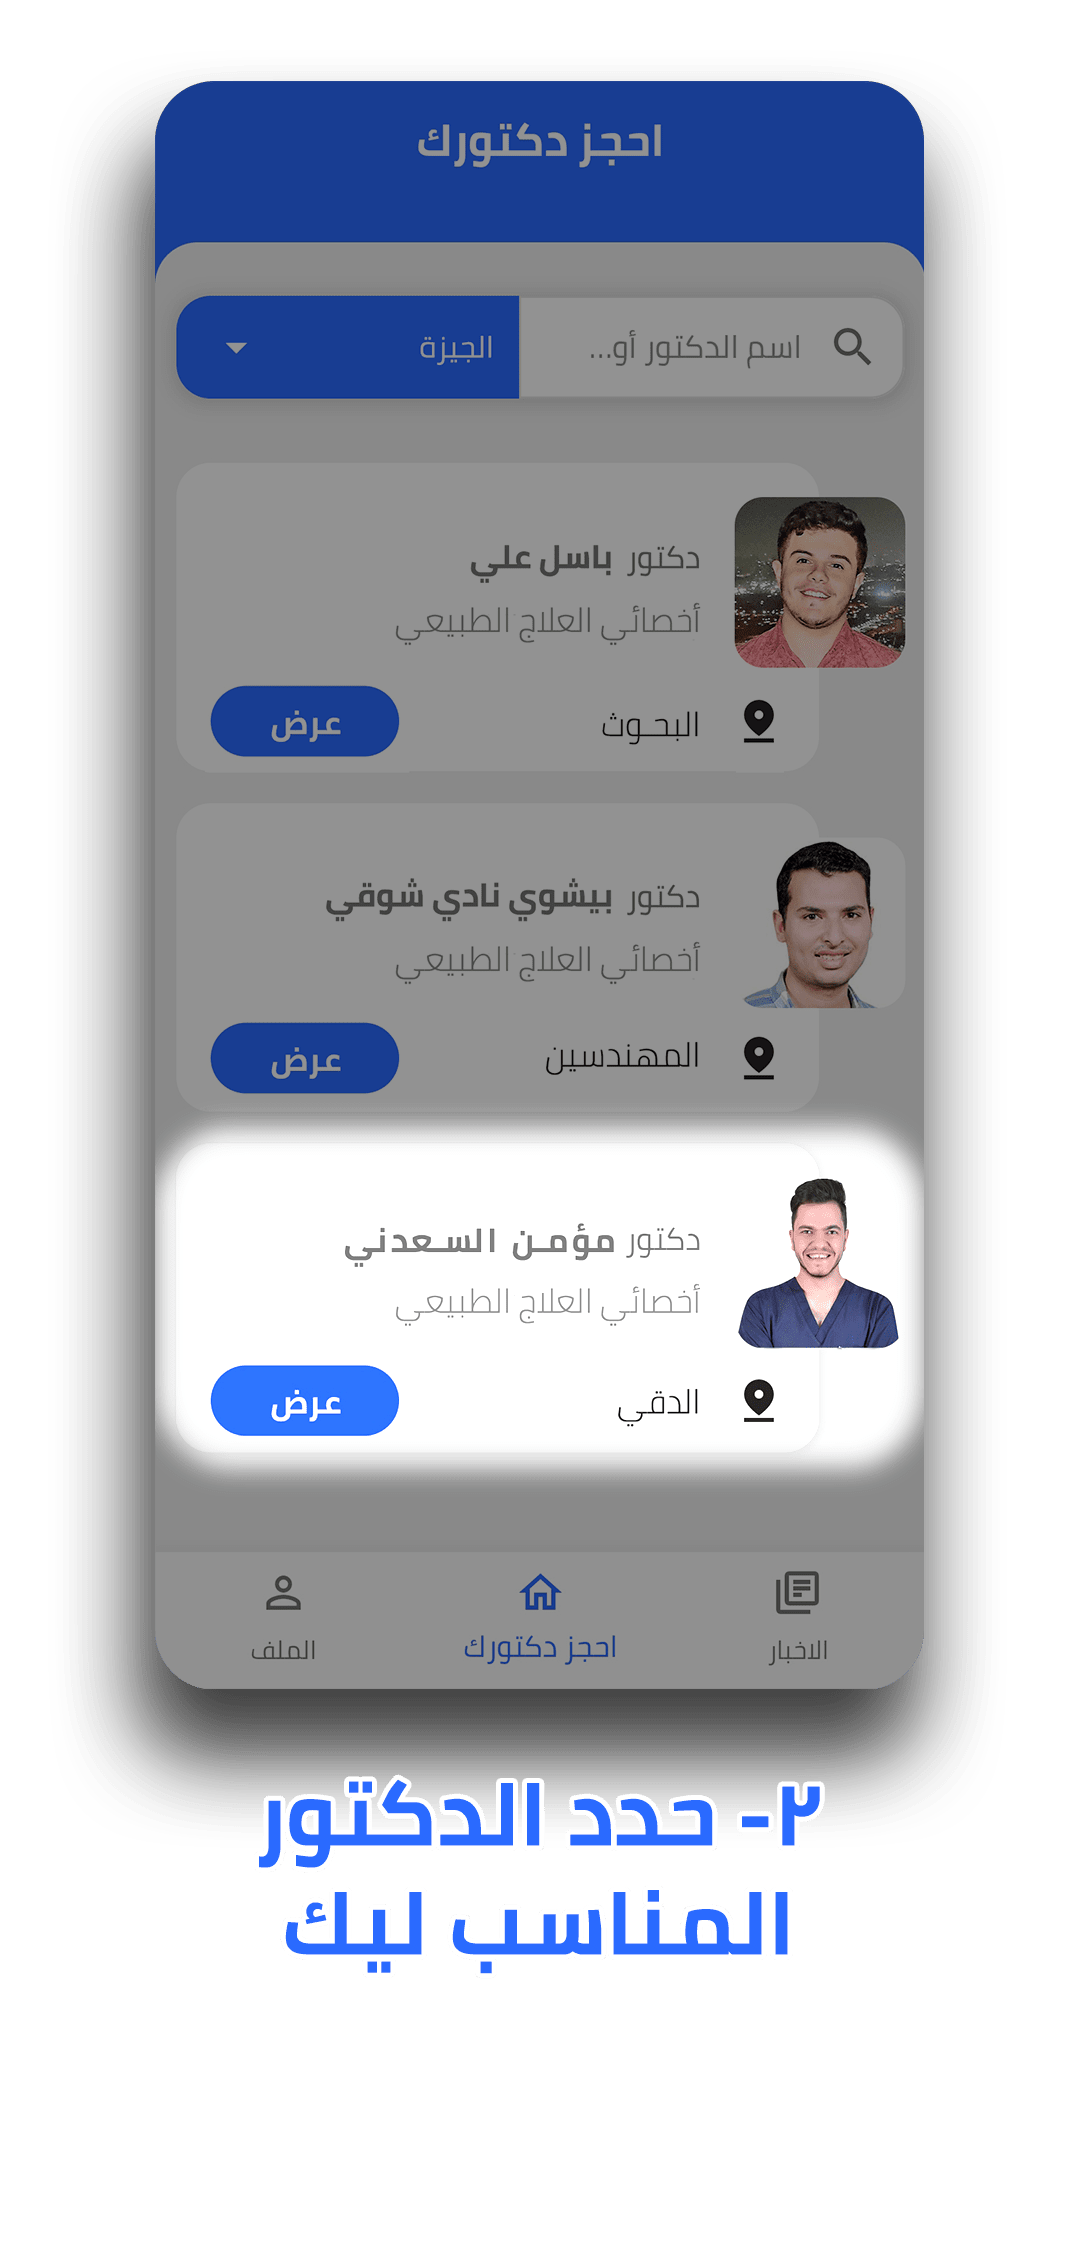 احجز دكتورك
اسم الدكتور أو...
الجيزة
دكتور باسل علي
أخصائي العلاج الطبيعي
البحـوث
عرض
دكتور بيشوي نادي شوقي
أخصائي العلاج الطبيعي
المهندسين
عرض
دكتور مؤمـن السـعدني
أخصائي العلاج الطبيعي
الدقـي
عرض
الاخبار
احجز دكتورك
الملف
٢- حدد الدكتور
المناسب ليك